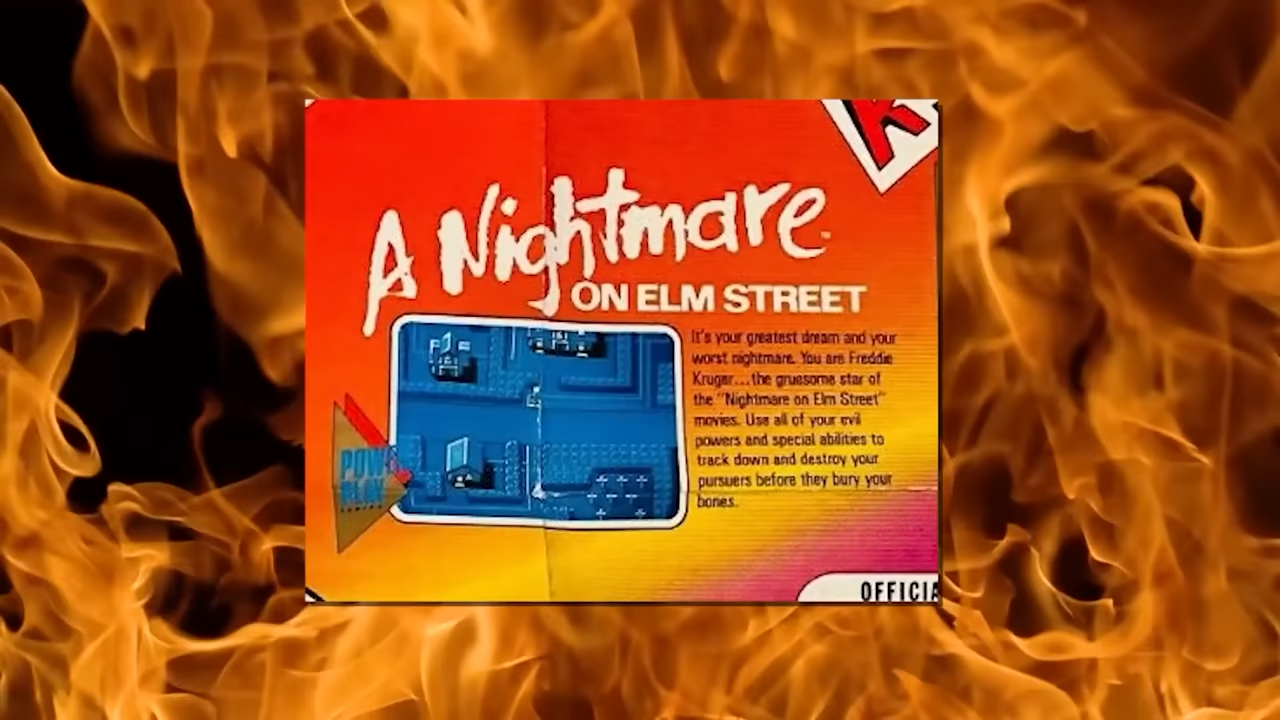 A Nightmare
ON ELM STREET
It's your greatest dream and your
worst nightmare. You are Freddie
Kruger...the gruesome star of
the "Nightmare on Elm Street"
movies. Use all of your evil
powers and special abilities to
track down and destroy your
pursuers before they bury your
bones.
POW
OFFICIA